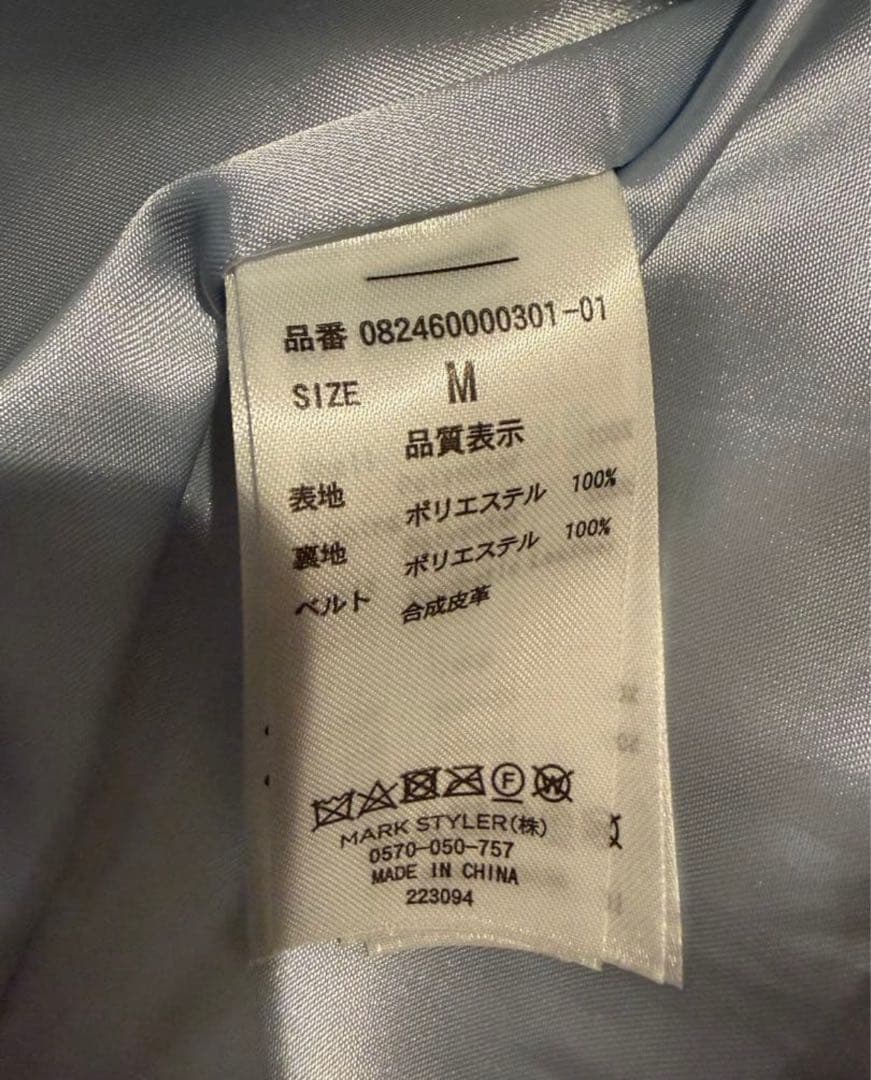 品番 082460000301-01
SIZE M
品質表示
表地 ポリエステル 100%
裏地 ポリエステル 100%
ベルト 合成皮革
F W
MARK STYLER(株)
0570-050-757
MADE IN CHINA
223094